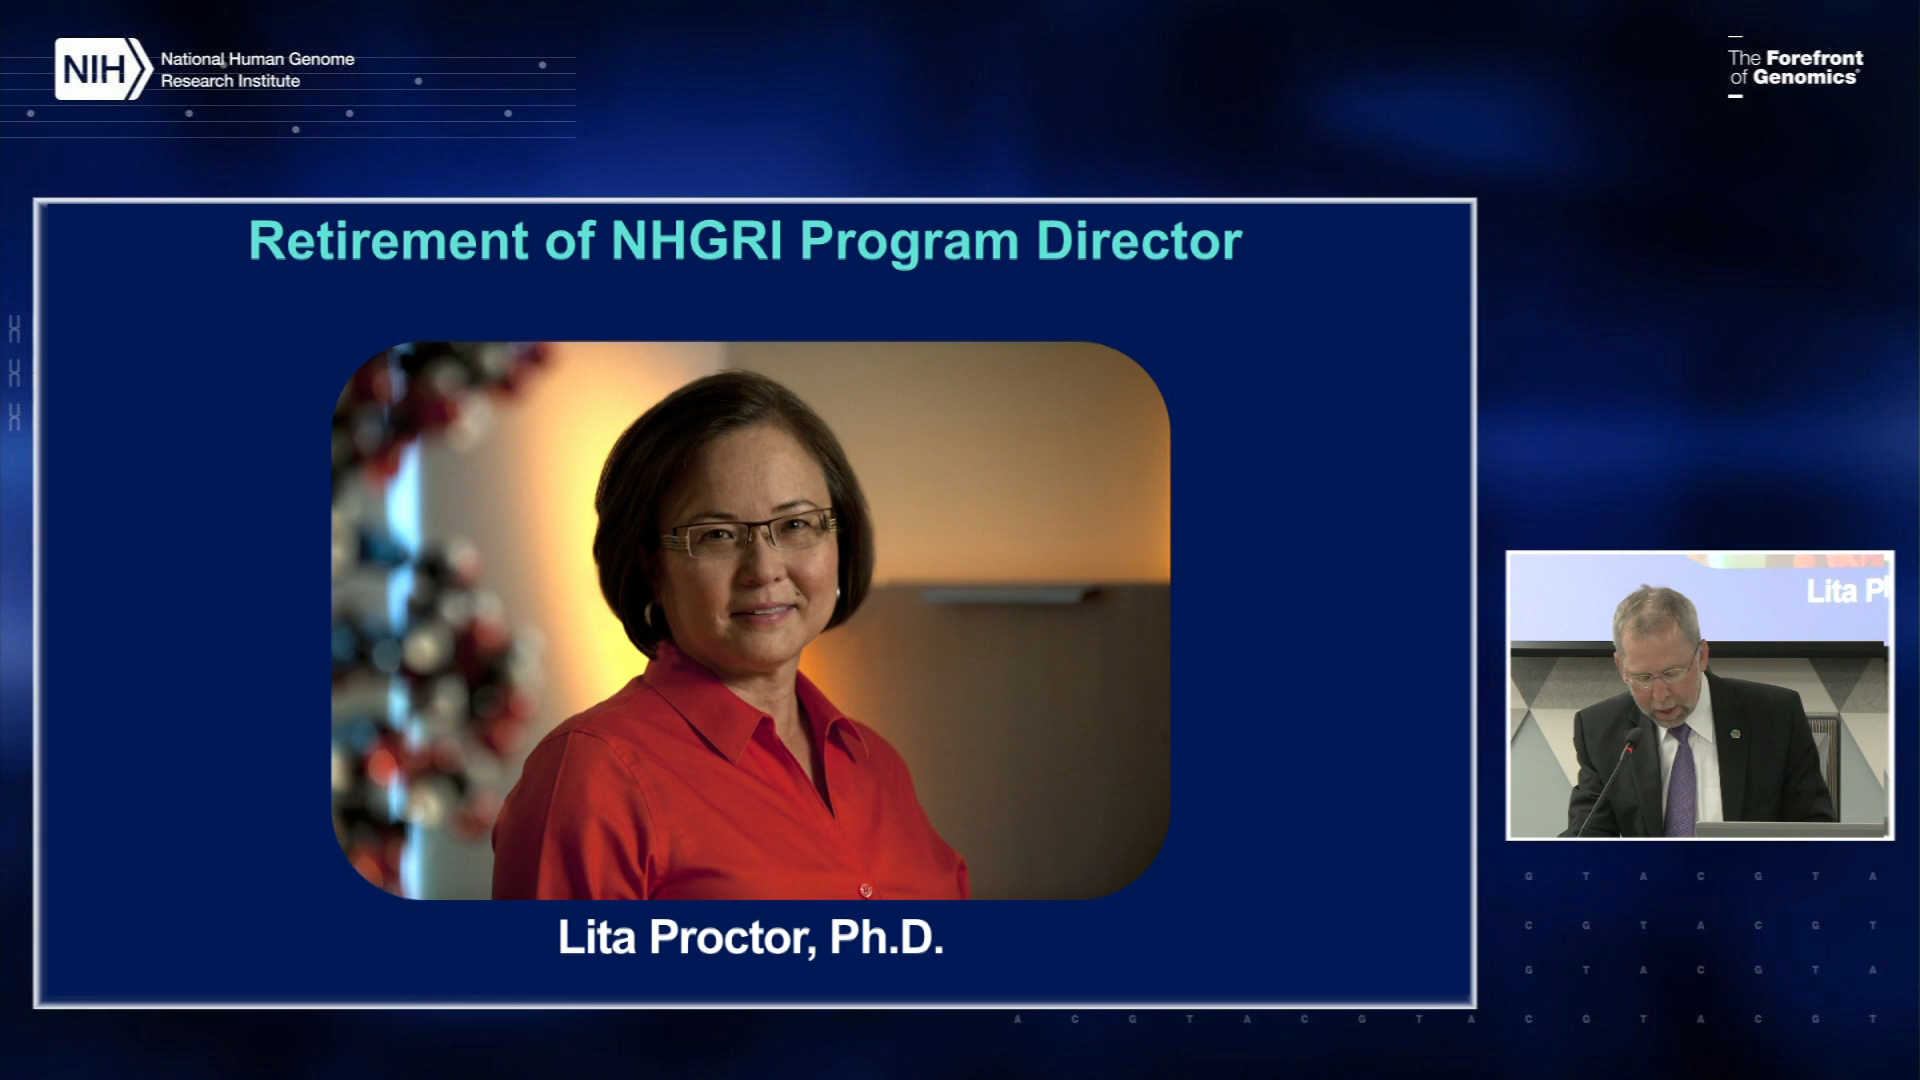 NIH
National Human Genome
Research Institute
The Forefront
of Genomics®
Retirement of NHGRI Program Director
Lita Proctor, Ph.D.
Lita P
G T A C G T A
C G T A C G T
G T A C G T A
A C G T A C G T A C G T A C G T